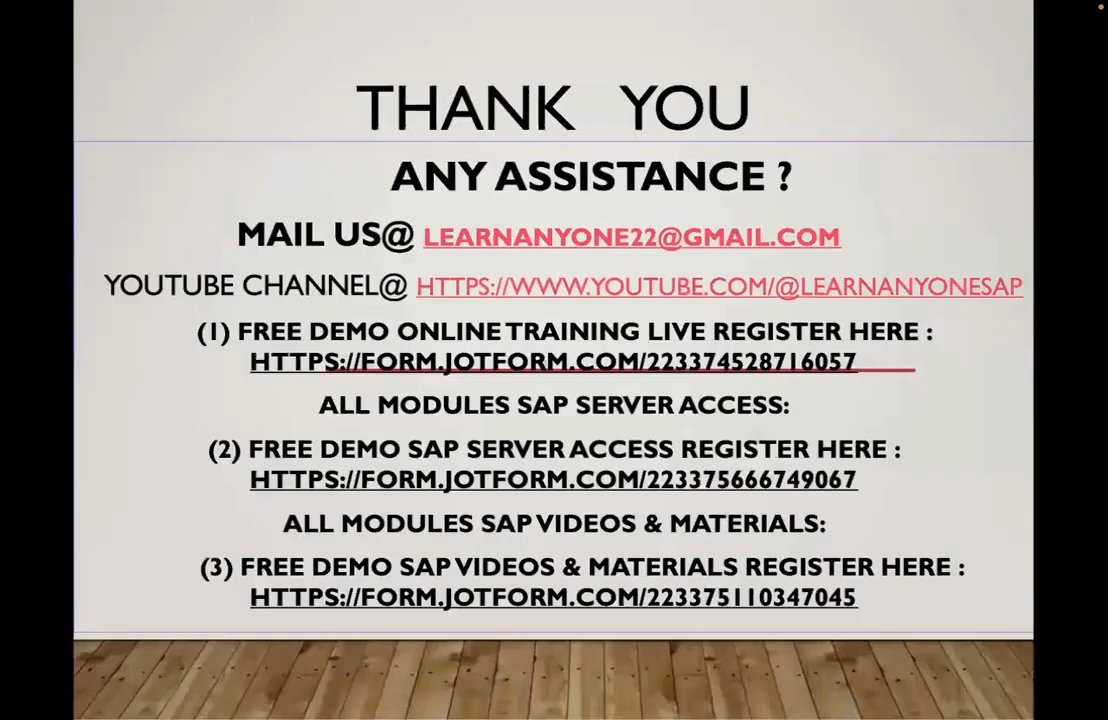 THANK YOU
ANY ASSISTANCE ?
MAIL US@ LEARNANYONE22@GMAIL.COM
YOUTUBE CHANNEL@ HTTPS://WWW.YOUTUBE.COM/@LEARNANYONESAP
(1) FREE DEMO ONLINE TRAINING LIVE REGISTER HERE :
HTTPS://FORM.JOTFORM.COM/223374528716057
ALL MODULES SAP SERVER ACCESS:
(2) FREE DEMO SAP SERVER ACCESS REGISTER HERE :
HTTPS://FORM.JOTFORM.COM/223375666749067
ALL MODULES SAP VIDEOS & MATERIALS:
(3) FREE DEMO SAP VIDEOS & MATERIALS REGISTER HERE :
HTTPS://FORM.JOTFORM.COM/223375110347045